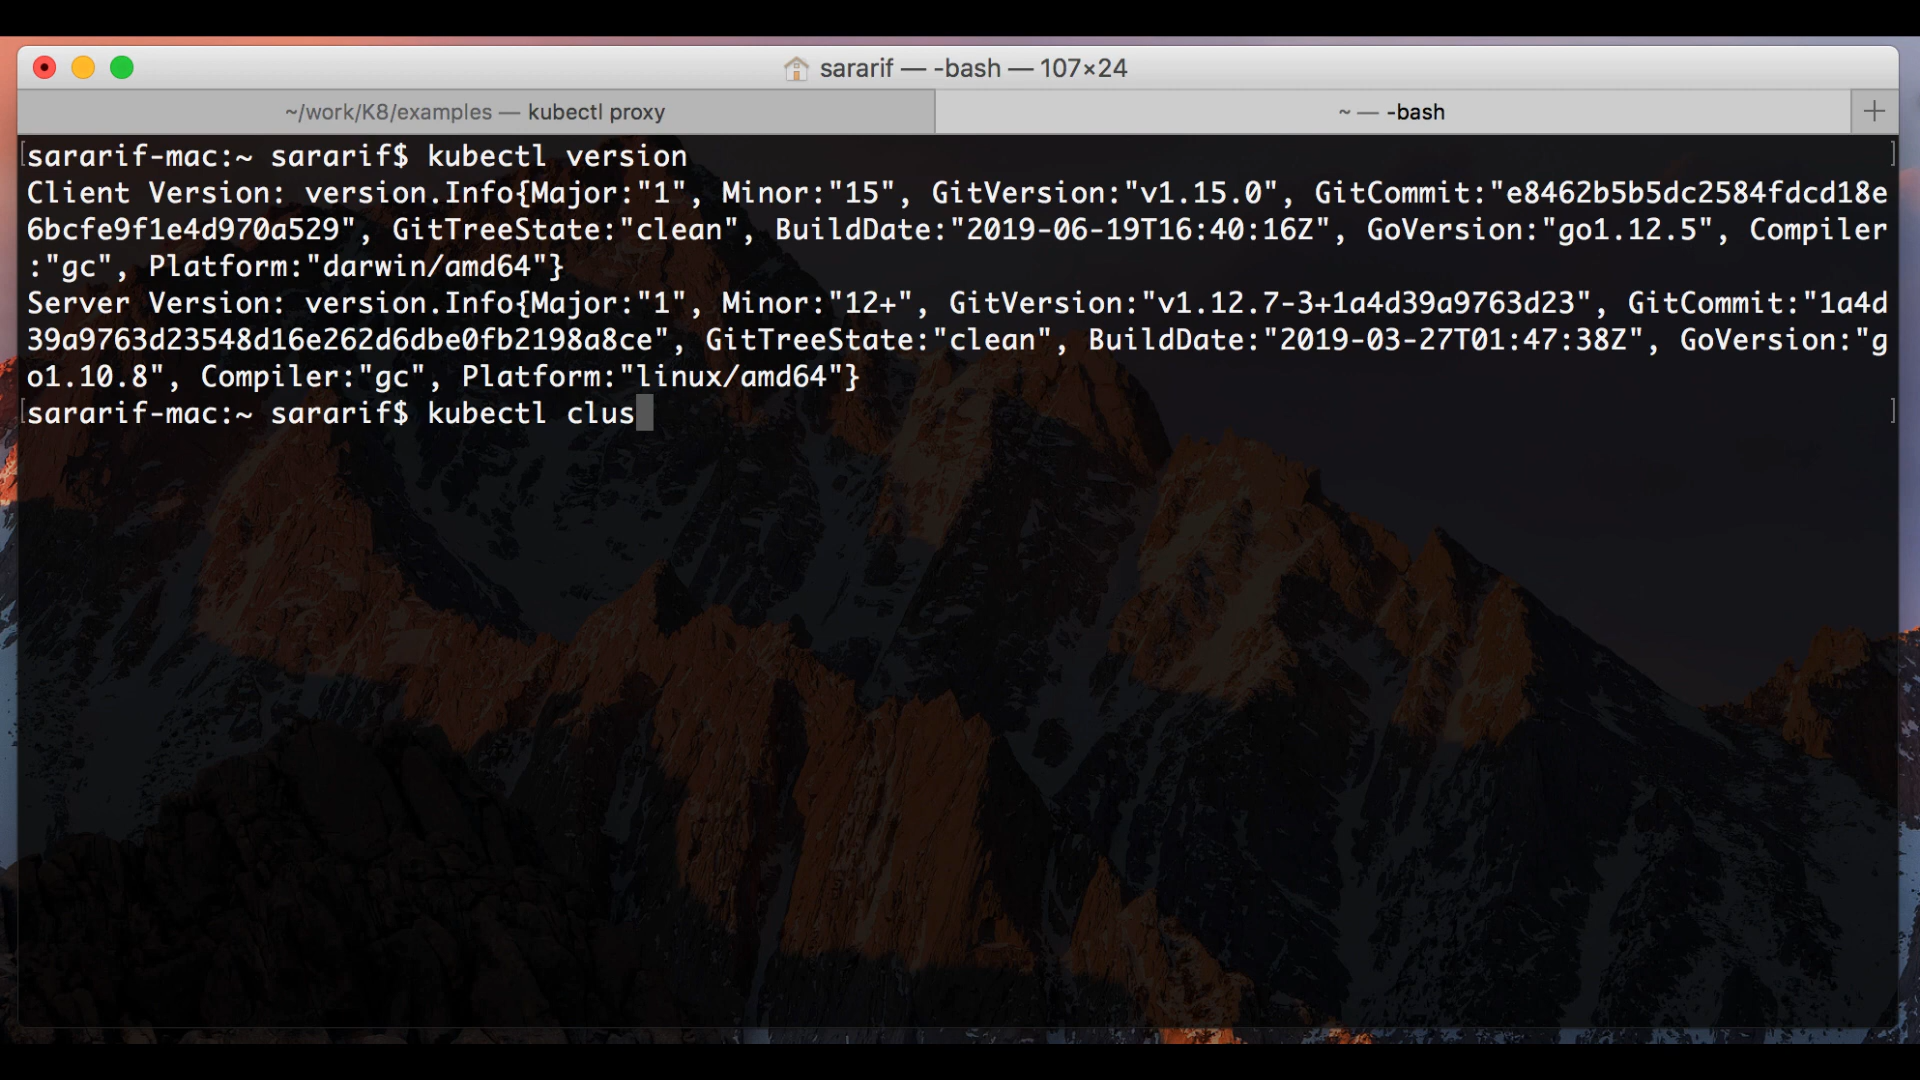 sararif — -bash — 107×24
~/work/K8/examples — kubectl proxy
~ — -bash
[sararif-mac:~ sararif$ kubectl version ]
Client Version: version.Info{Major:"1", Minor:"15", GitVersion:"v1.15.0", GitCommit:"e8462b5b5dc2584fdcd18e
6bcfe9f1e4d970a529", GitTreeState:"clean", BuildDate:"2019-06-19T16:40:16Z", GoVersion:"go1.12.5", Compiler
:"gc", Platform:"darwin/amd64"}
Server Version: version.Info{Major:"1", Minor:"12+", GitVersion:"v1.12.7-3+1a4d39a9763d23", GitCommit:"1a4d
39a9763d23548d16e262d6dbe0fb2198a8ce", GitTreeState:"clean", BuildDate:"2019-03-27T01:47:38Z", GoVersion:"g
o1.10.8", Compiler:"gc", Platform:"linux/amd64"}
[sararif-mac:~ sararif$ kubectl clus ]